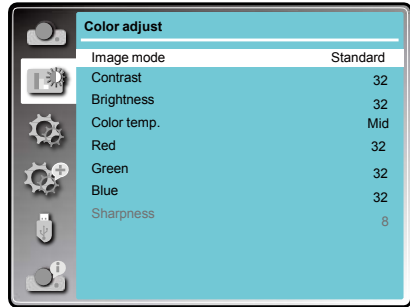 Color adjust
Image mode Standard
Contrast 32
Brightness 32
Color temp. Mid
Red 32
Green 32
Blue 32
Sharpness 8